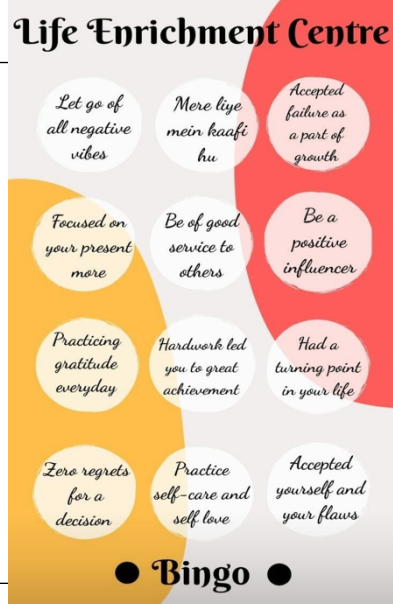 Life Enrichment Centre
Let go of
all negative
vibes
Mere liye
mein kaafi
hu
Accepted
failure as
a part of
growth
Focused on
your present
more
Be of good
service to
others
Be a
positive
influencer
Practicing
gratitude
everyday
Hardwork led
you to great
achievement
Had a
turning point
in your life
Zero regrets
for a
decision
Practice
self-care and
self love
Accepted
yourself and
your flaws
Bingo